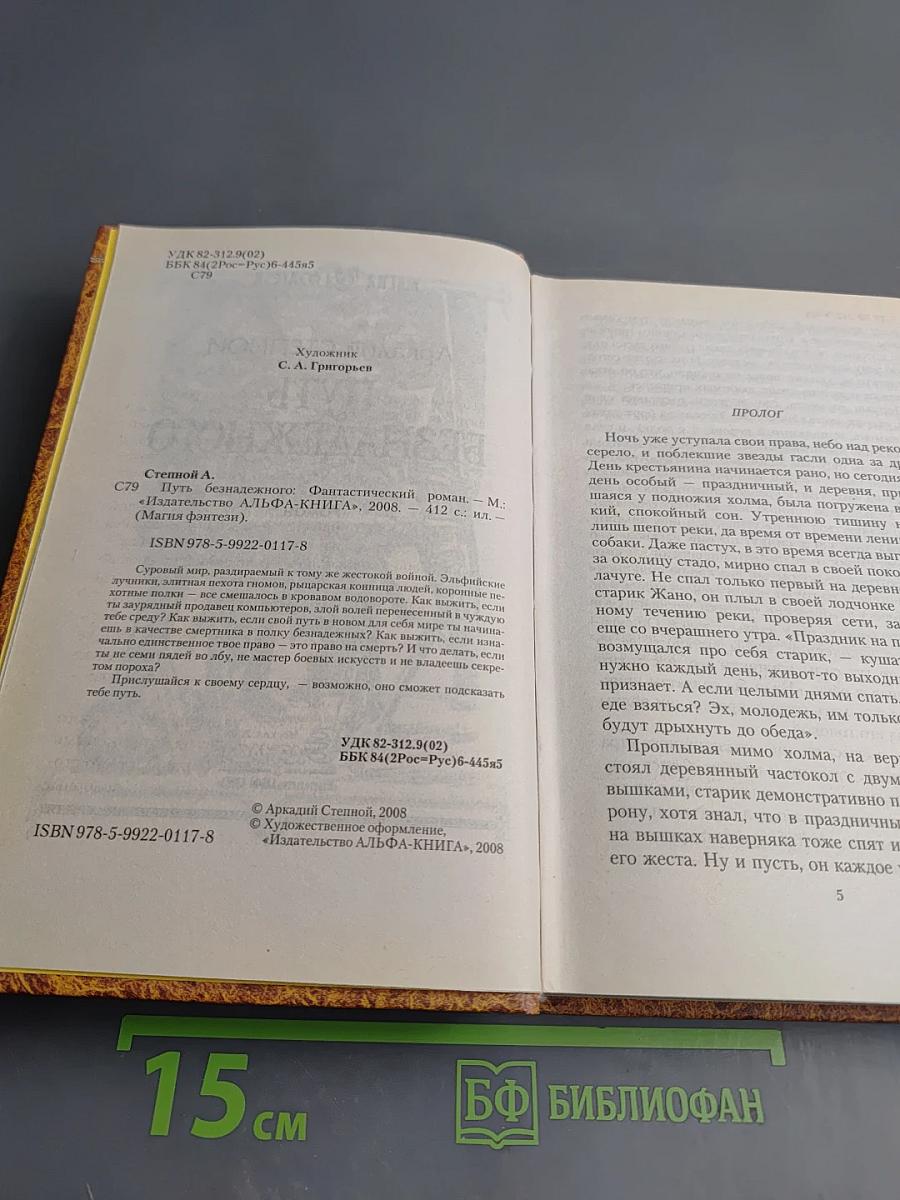 УДК 82-312.9(02)
ББК 84(2Рос=Рус)6-445я5
С79
Художник
С. А. Григорьев
Степной А.
С79 Путь безнадежного: Фантастический роман. — М.:
«Издательство АЛЬФА-КНИГА», 2008. — 412 с.: ил. —
(Магия фэнтези).
ISBN 978-5-9922-0117-8
Суровый мир, раздираемый к тому же жестокой войной. Эльфийские
лучники, элитная пехота гномов, рыцарская конница людей, коронные пе-
хотные полки — все смешалось в кровавом водовороте. Как выжить, если
ты заурядный продавец компьютеров, злой волей перенесенный в чуждую
тебе среду? Как выжить, если свой путь в новом для себя мире ты начина-
ешь в качестве смертника в полку безнадежных? Как выжить, если изна-
чально единственное твое право — это право на смерть? И что делать, если
ты не семи пядей во лбу, не мастер боевых искусств и не владеешь секре-
том пороха?
Прислушайся к своему сердцу, — возможно, оно сможет подсказать
тебе путь.
УДК 82-312.9(02)
ББК 84(2Рос=Рус)6-445я5
© Аркадий Степной, 2008
© Художественное оформление,
«Издательство АЛЬФА-КНИГА», 2008
ISBN 978-5-9922-0117-8
ПРОЛОГ
Ночь уже уступала свои права, небо над реко
серело, и поблекшие звезды гасли одна за др
День крестьянина начинается рано, но сегодня
день особый — праздничный, и деревня, при
шаяся у подножия холма, была погружена в
кий, спокойный сон. Утреннюю тишину н
лишь шепот реки, да время от времени лени
собаки. Даже пастух, в это время всегда выг
за околицу стадо, мирно спал в своей поко
лачуге. Не спал только первый на деревн
старик Жано, он плыл в своей лодчонке
ному течению реки, проверяя сети, за
еще со вчерашнего утра. «Праздник на п
возмущался про себя старик, — кушат
нужно каждый день, живот-то выходн
признает. А если целыми днями спать,
еде взяться? Эх, молодежь, им только
будут дрыхнуть до обеда».
Проплывая мимо холма, на вер
стоял деревянный частокол с двум
вышками, старик демонстративно п
рону, хотя знал, что в праздничны
на вышках наверняка тоже спят и
его жеста. Ну и пусть, он каждое
5
15 см
БФ БИБЛИОФАН